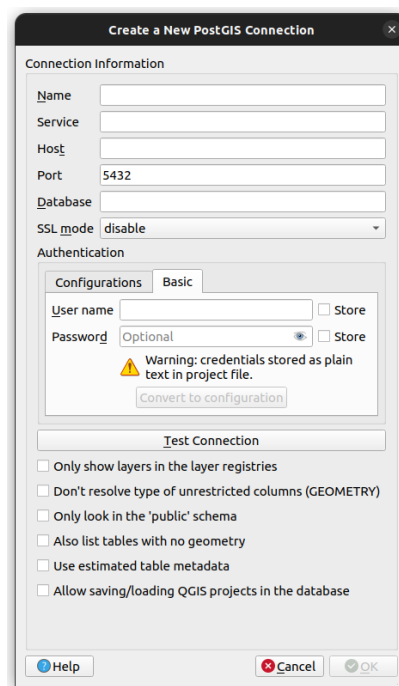 Create a New PostGIS Connection
Connection Information
Name
Service
Host
Port 5432
Database
SSL mode disable
Authentication
Configurations Basic
User name Store
Password Optional Store
Warning: credentials stored as plain
text in project file.
Convert to configuration
Test Connection
Only show layers in the layer registries
Don't resolve type of unrestricted columns (GEOMETRY)
Only look in the 'public' schema
Also list tables with no geometry
Use estimated table metadata
Allow saving/loading QGIS projects in the database
Help Cancel OK